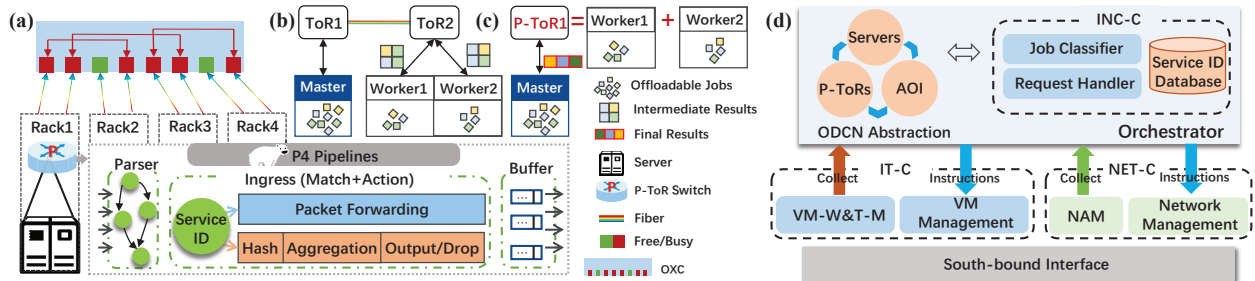 (a)
Rack1
Rack2
Rack3
Rack4
P
Parser
P4 Pipelines
Ingress (Match+Action)
Service
ID
Packet Forwarding
Hash
Aggregation
Output/Drop
Buffer
...
...
...
...
(b)
ToR1
ToR2
Master
Worker1
Worker2
(c)
P-ToR1
=
Worker1
+
Worker2
Master
Offloadable Jobs
Intermediate Results
Final Results
Server
P
P-ToR Switch
Fiber
Free/Busy
OXC
(d)
Servers
P-ToRs
AOI
ODCN Abstraction
INC-C
Job Classifier
Request Handler
Service ID
Database
Orchestrator
IT-C
Collect
Instructions
VM-W&T-M
VM
Management
NET-C
Collect
Instructions
NAM
Network
Management
South-bound Interface